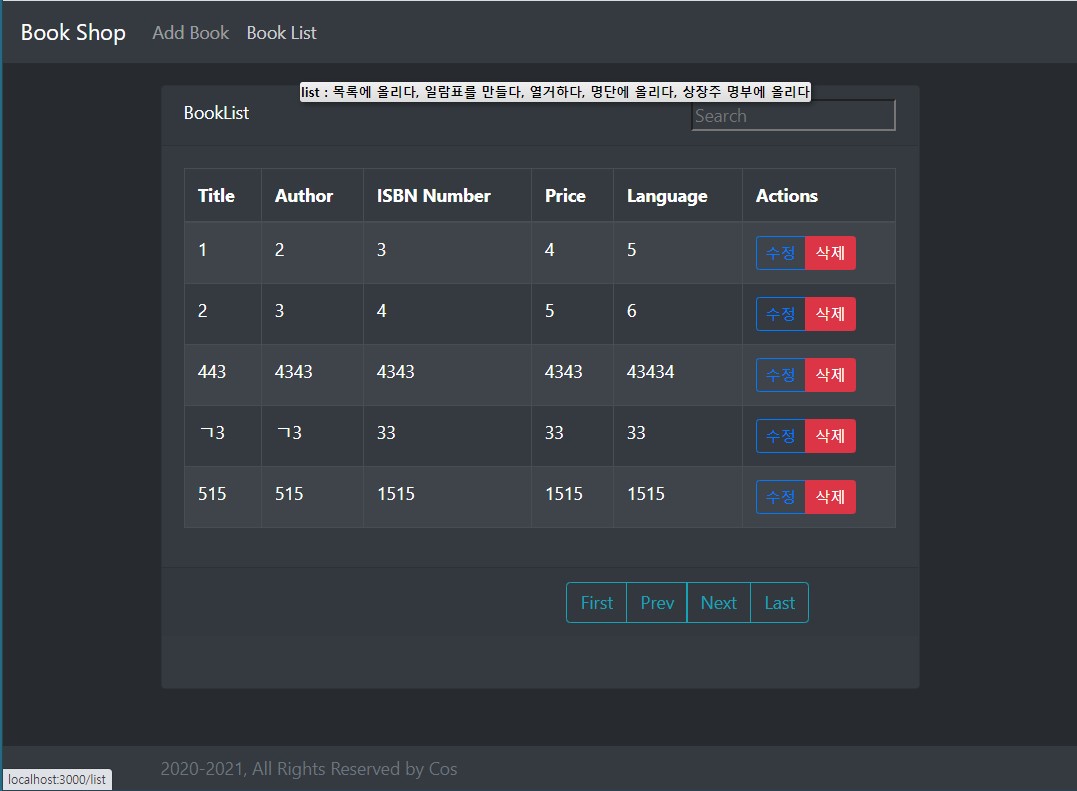 Book Shop Add Book Book List
list : 목록에 올리다, 일람표를 만들다, 열거하다, 명단에 올리다, 상장주 명부에 올리다
BookList Search
Title Author ISBN Number Price Language Actions
1 2 3 4 5 수정 삭제
2 3 4 5 6 수정 삭제
443 4343 4343 4343 43434 수정 삭제
ㄱ3 ㄱ3 33 33 33 수정 삭제
515 515 1515 1515 1515 수정 삭제
First Prev Next Last
2020-2021, All Rights Reserved by Cos
localhost:3000/list